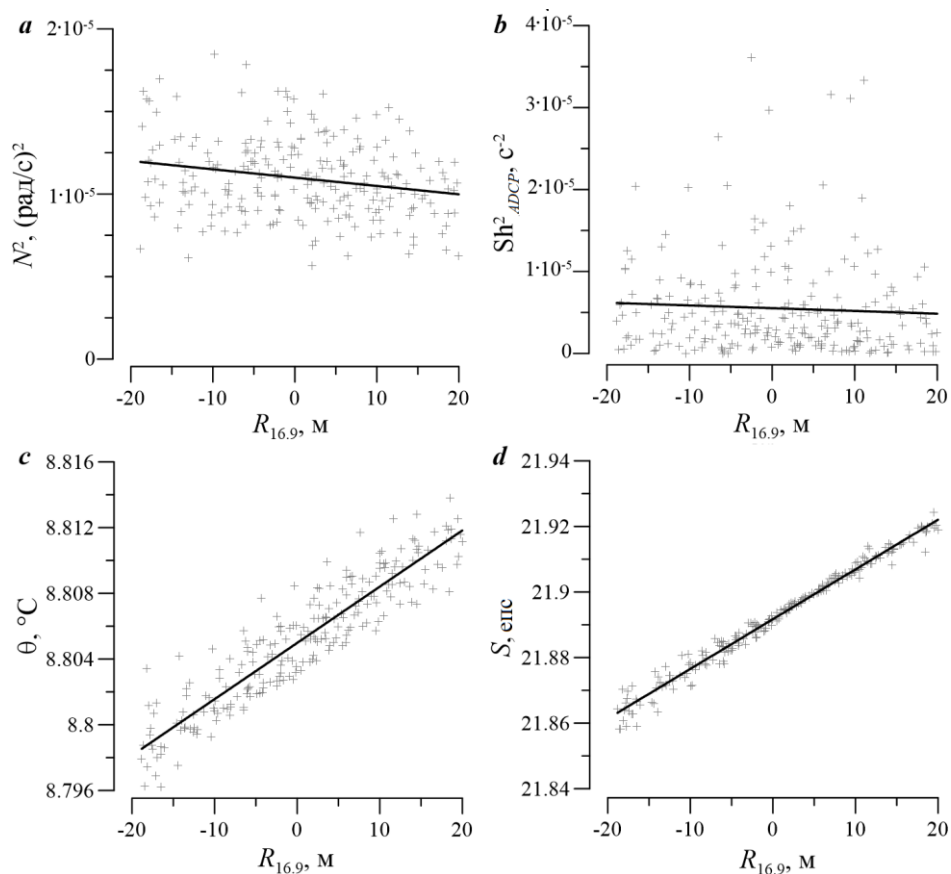 a
2·10⁻⁵
1·10⁻⁵
0
N², (рад/с)²
-20 -10 0 10 20
R₁₆.₉, м
b
4·10⁻⁵
3·10⁻⁵
2·10⁻⁵
1·10⁻⁵
0
Sh²ADCP, с⁻²
-20 -10 0 10 20
R₁₆.₉, м
c
8.816
8.812
8.808
8.804
8.8
8.796
θ, °C
-20 -10 0 10 20
R₁₆.₉, м
d
21.94
21.92
21.9
21.88
21.86
21.84
S, епс
-20 -10 0 10 20
R₁₆.₉, м